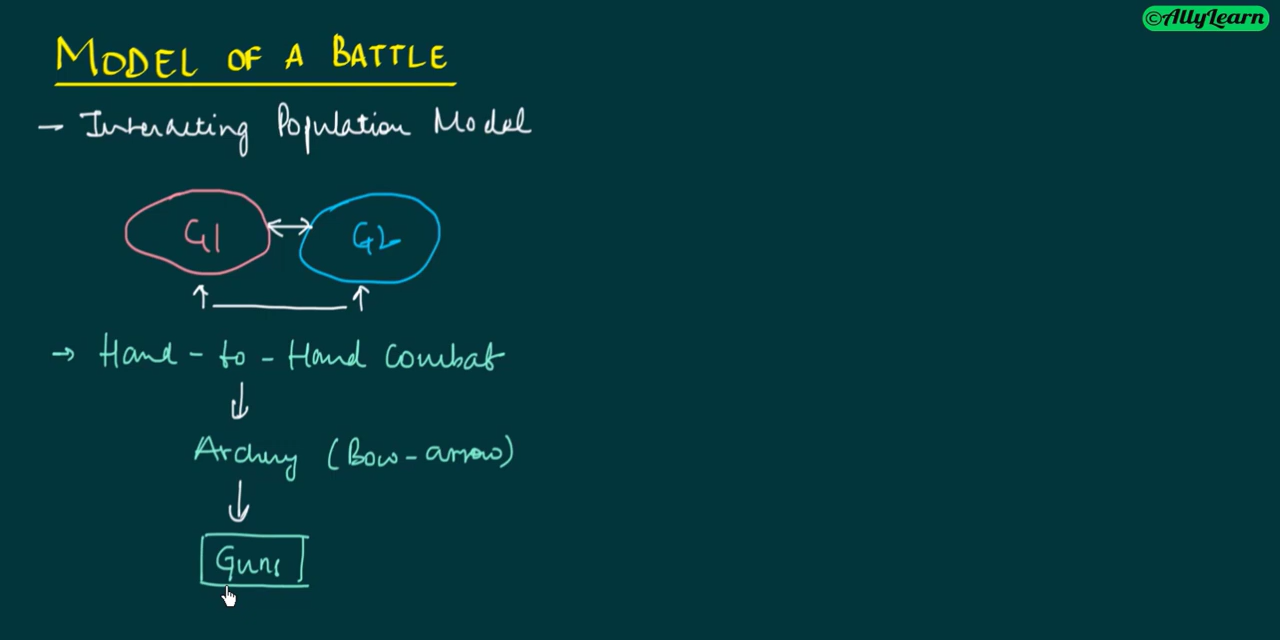 ©AllyLearn
MODEL OF A BATTLE
- Interacting Population Model
G1 ↔ G2
→ Hand-to-Hand Combat
Archery (Bow-arrow)
Guns